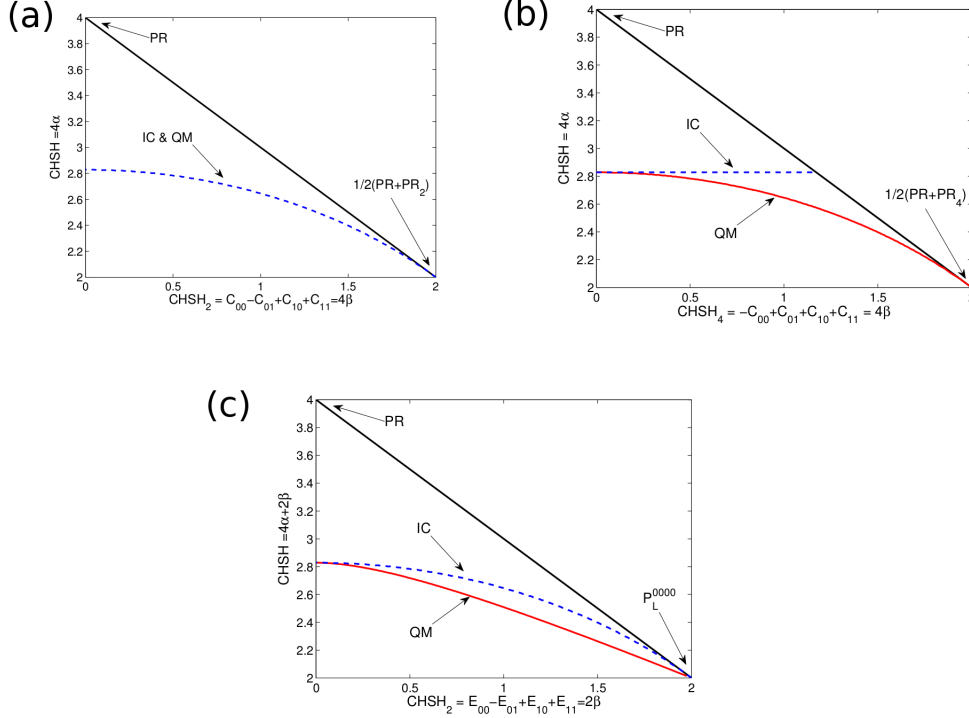 (a)
4
3.8
3.6
3.4
3.2
3
2.8
2.6
2.4
2.2
2
CHSH =4α
PR
IC & QM
1/2(PR+PR₂)
0
0.5
1
1.5
2
CHSH₂ = C₀₀−C₀₁+C₁₀+C₁₁=4β
(b)
4
3.8
3.6
3.4
3.2
3
2.8
2.6
2.4
2.2
2
CHSH = 4α
PR
IC
QM
1/2(PR+PR₄)
0
0.5
1
1.5
2
CHSH₄ = −C₀₀+C₀₁+C₁₀+C₁₁ = 4β
(c)
4
3.8
3.6
3.4
3.2
3
2.8
2.6
2.4
2.2
2
CHSH =4α+2β
PR
IC
QM
P_L^0000
0
0.5
1
1.5
2
CHSH₂ = E₀₀−E₀₁+E₁₀+E₁₁=2β